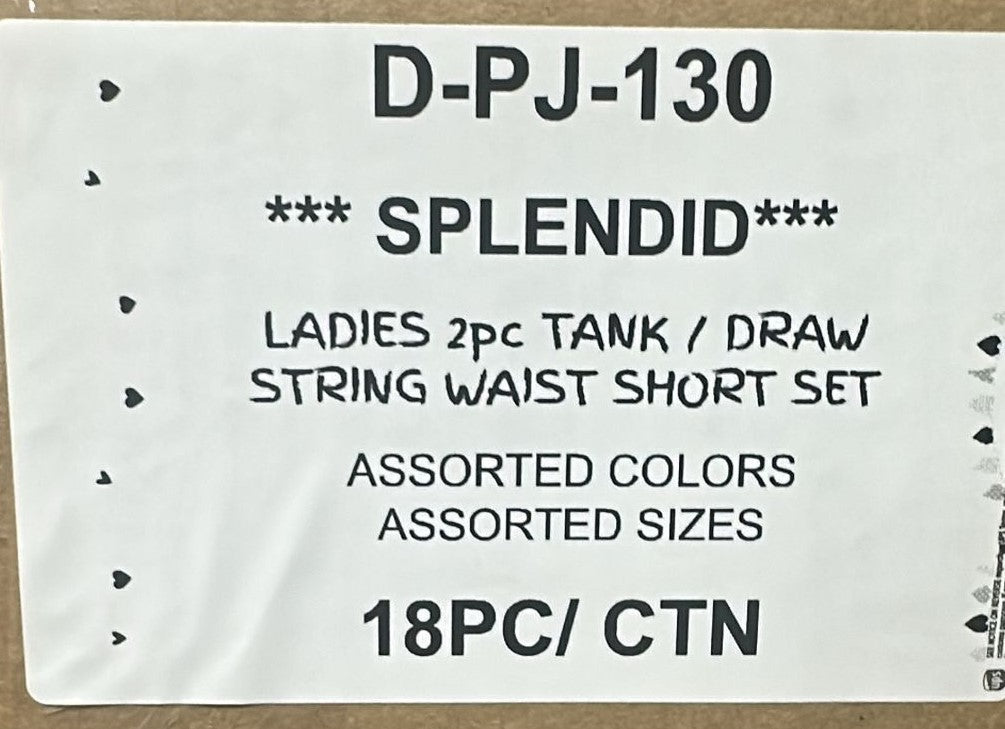 D-PJ-130
*** SPLENDID***
LADIES 2pc TANK / DRAW
STRING WAIST SHORT SET
ASSORTED COLORS
ASSORTED SIZES
18PC/ CTN